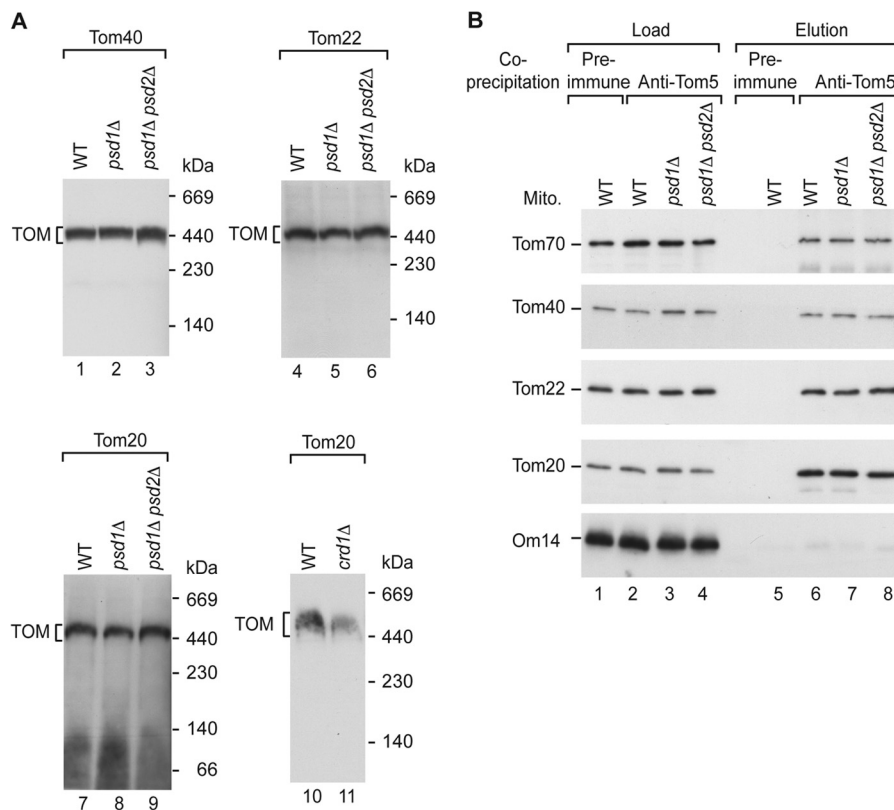 A
Tom40
WT psd1Δ psd1Δ psd2Δ
kDa
669
TOM 440
230
140
1 2 3
Tom22
WT psd1Δ psd1Δ psd2Δ
kDa
669
TOM 440
230
140
4 5 6
Tom20
WT psd1Δ psd1Δ psd2Δ
kDa
669
TOM 440
230
140
66
7 8 9
Tom20
WT crd1Δ
kDa
669
TOM 440
230
140
10 11
B
Load Elution
Co-precipitation
Pre-immune Anti-Tom5 Pre-immune Anti-Tom5
Mito. WT WT psd1Δ psd1Δ psd2Δ WT WT psd1Δ psd1Δ psd2Δ
Tom70
Tom40
Tom22
Tom20
Om14
1 2 3 4 5 6 7 8